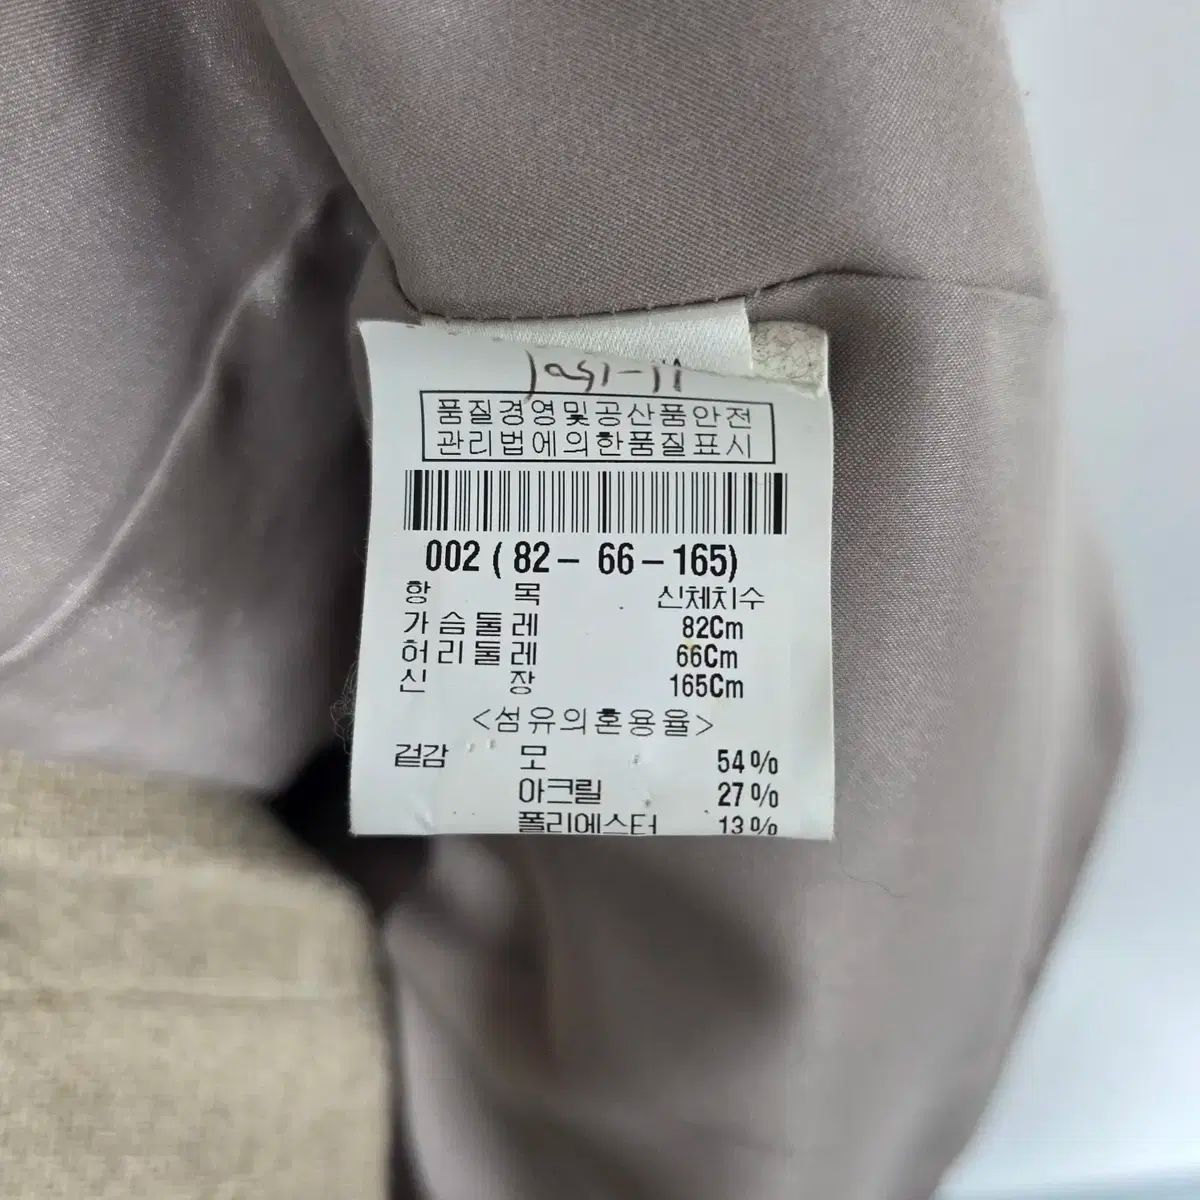 품질경영및공산품안전
관리법에의한품질표시
002 ( 82 - 66 - 165)
항 목 신체치수
가슴둘레 82Cm
허리둘레 66Cm
신 장 165Cm
<섬유의혼용율>
겉감 모 54%
아크릴 27%
폴리에스터 13%